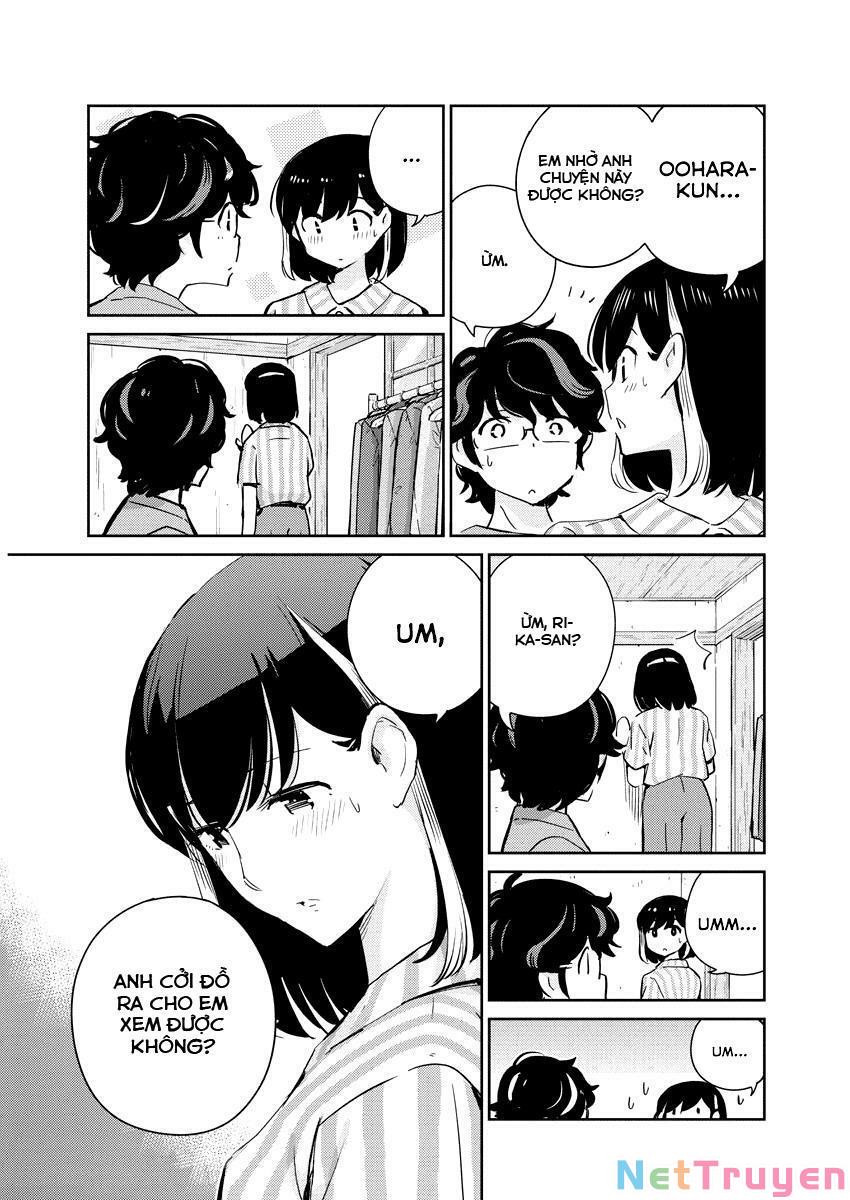 OOHARA-
KUN...
EM NHỜ ANH
CHUYỆN NÀY
ĐƯỢC KHÔNG?
ỪM.
...
ỪM, RI-
KA-SAN?
UMM...
UM...
UM,
ANH CỞI ĐỒ
RA CHO EM
XEM ĐƯỢC
KHÔNG?
NetTruyen